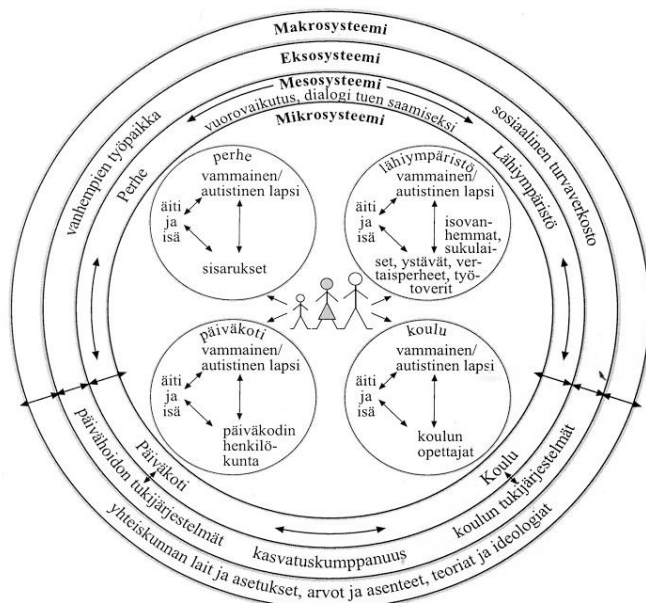 Makrosysteemi
Eksosysteemi
Mesosysteemi
vuorovaikutus, dialogi tuen saamiseksi
Mikrosysteemi
vanhempien työpaikka
sosiaalinen turvaverkosto
Perhe
Lähiympäristö
perhe
vammainen/
autistinen lapsi
äiti
ja
isä
sisarukset
lähiympäristö
vammainen/
autistinen lapsi
äiti
ja
isä
isovan-
hemmat,
sukulai-
set, ystävät, ver-
taisperheet, työ-
toverit
päiväkoti
vammainen/
autistinen lapsi
äiti
ja
isä
päiväkodin
henkilö-
kunta
koulu
vammainen/
autistinen lapsi
äiti
ja
isä
koulun
opettajat
Päiväkoti
Koulu
päivähoidon tukijärjestelmät
koulun tukijärjestelmät
kasvatuskumppanuus
yhteiskunnan lait ja asetukset, arvot ja asenteet, teoriat ja ideologiat